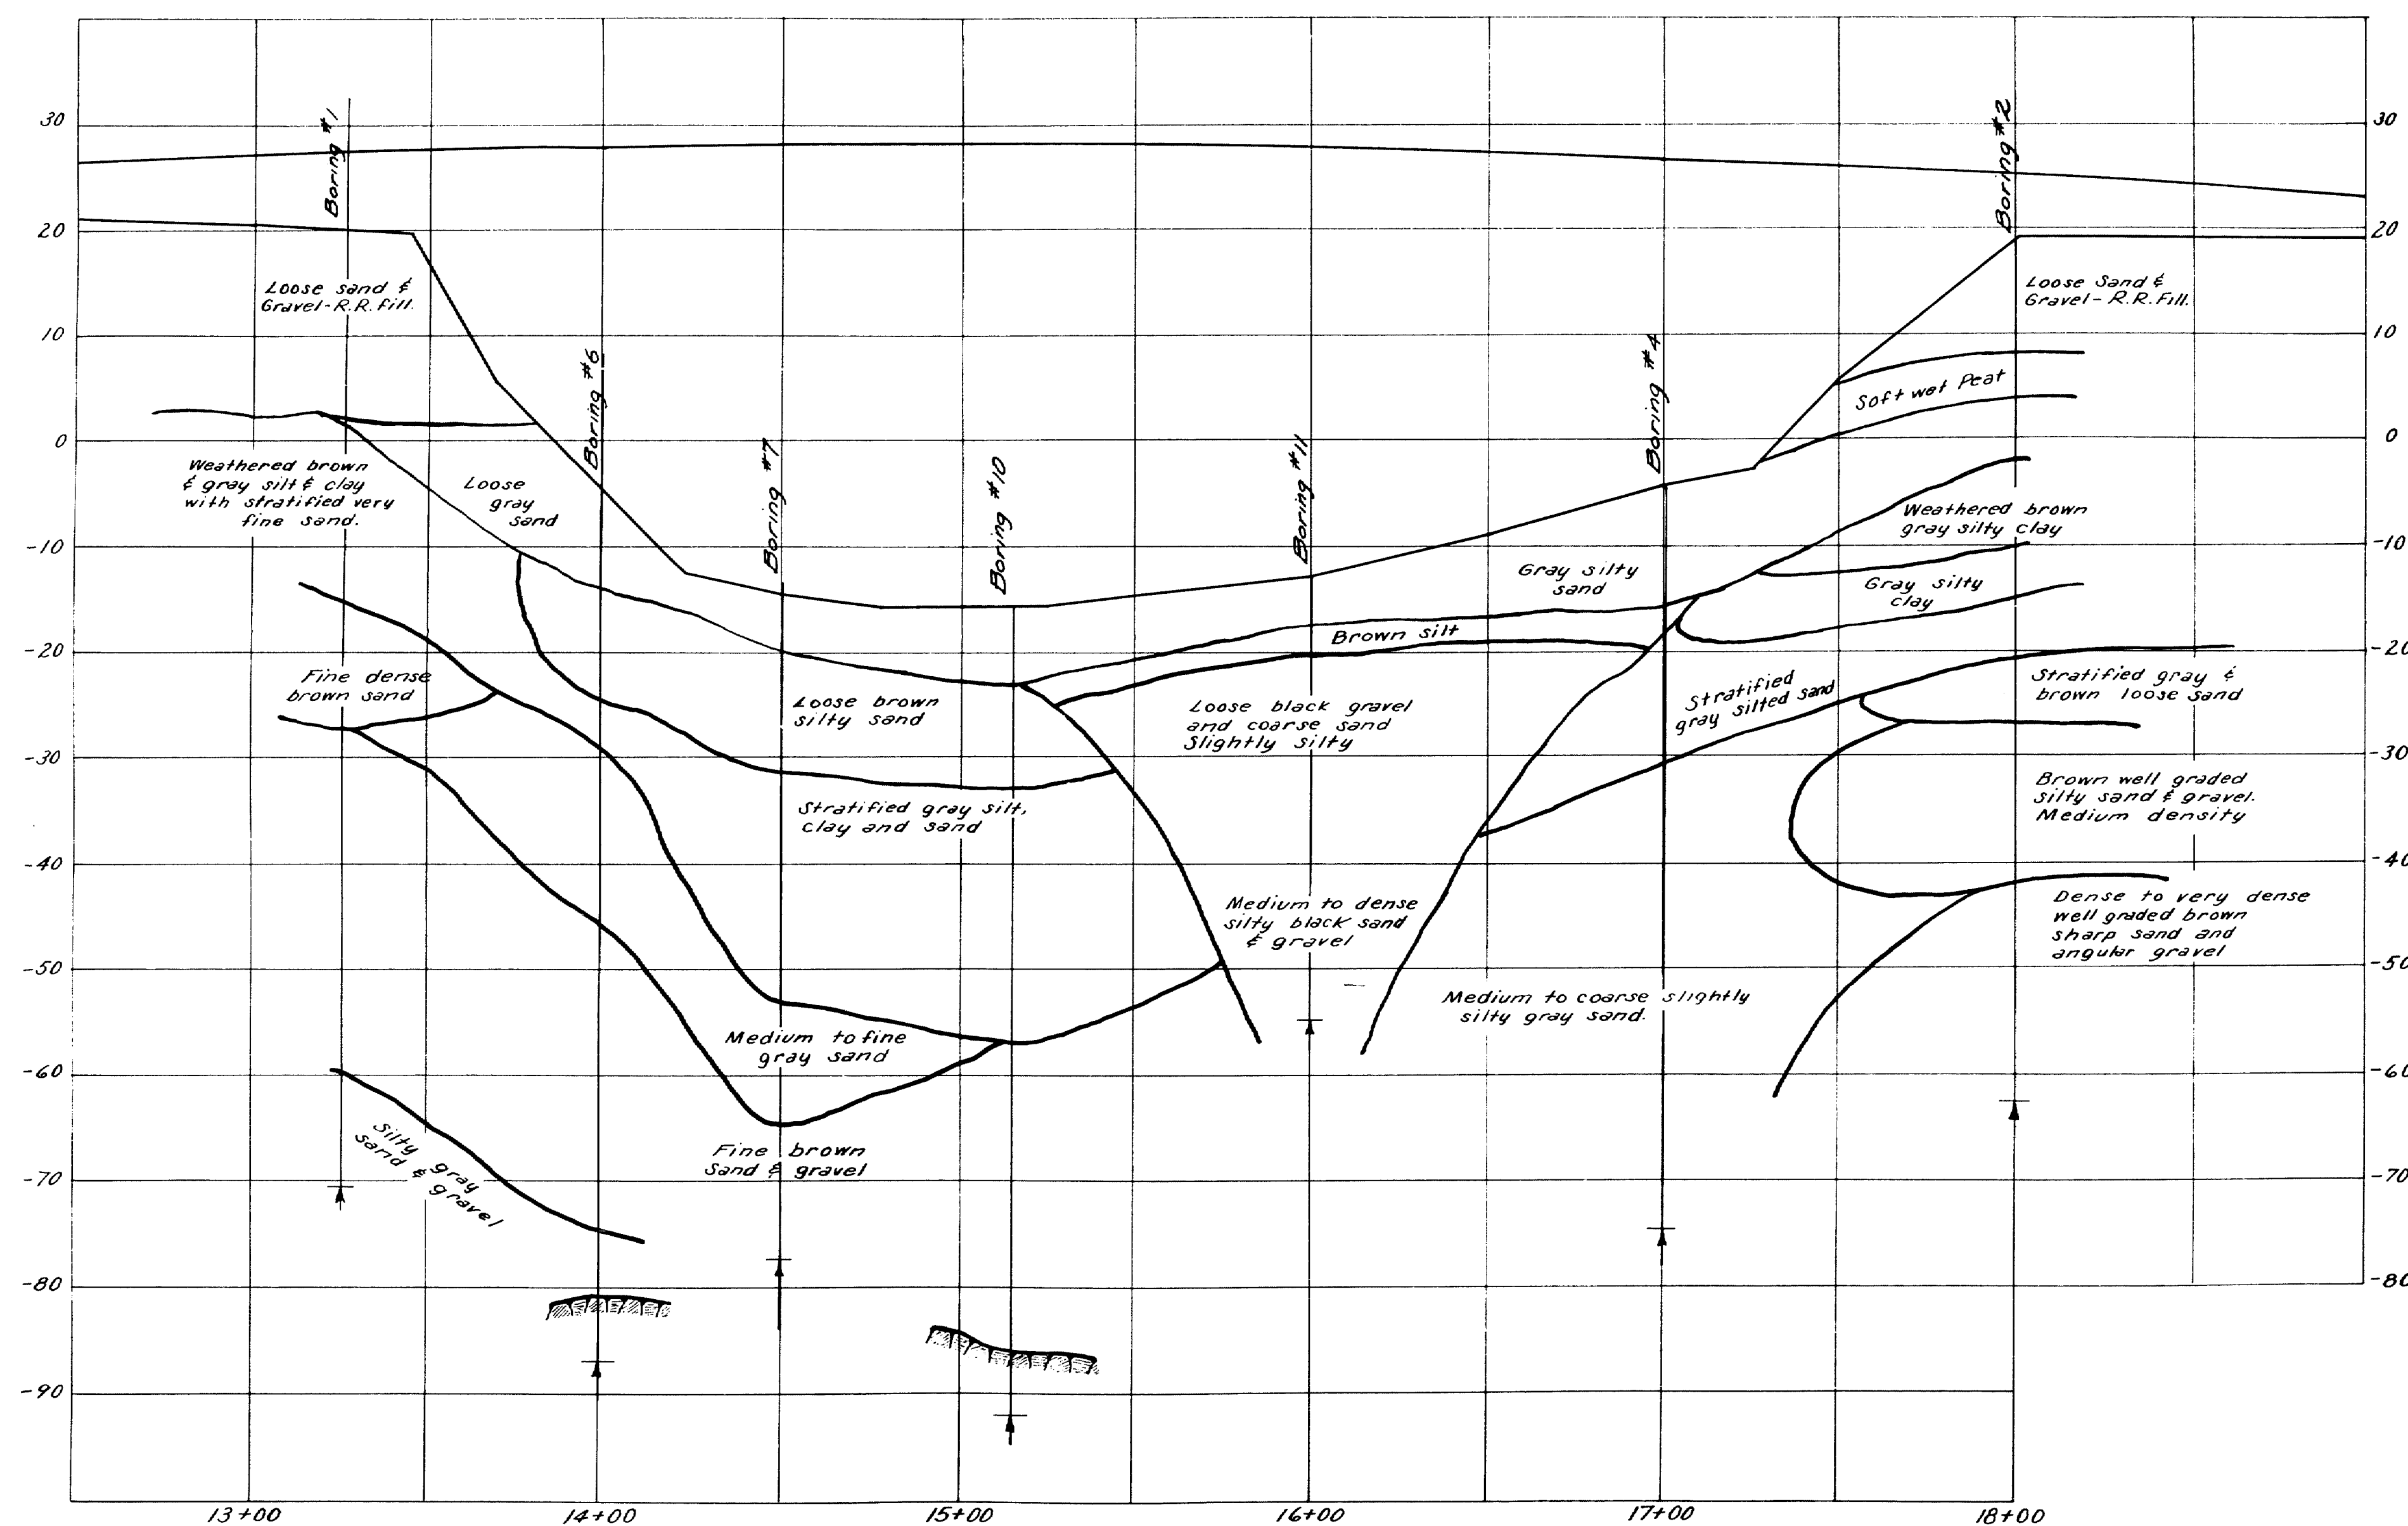 30
20
10
0
-10
-20
-30
-40
-50
-60
-70
-80
-90
30
20
10
0
-10
-20
-30
-40
-50
-60
-70
-80
Boring #1
Boring #6
Boring #7
Boring #10
Boring #11
Boring #4
Boring #2
Loose sand &
Gravel-R.R.fill.
Weathered brown
& gray silt & clay
with stratified very
fine sand.
Loose
gray
sand
Fine dense
brown sand
Loose brown
silty sand
Stratified gray silt,
clay and sand
Medium to fine
gray sand
Fine brown
Sand & gravel
Silty gray
sand & gravel
Gray silty
sand
Brown silt
Loose black gravel
and coarse sand
Slightly silty
Medium to dense
silty black sand
& gravel
Medium to coarse slightly
silty gray sand.
Stratified
gray silted sand
Loose Sand &
Gravel-R.R.Fill.
Soft wet Peat
Weathered brown
gray silty clay
Gray silty
clay
Stratified gray &
brown loose sand
Brown well graded
silty sand & gravel.
Medium density
Dense to very dense
well graded brown
sharp sand and
angular gravel
13+00
14+00
15+00
16+00
17+00
18+00